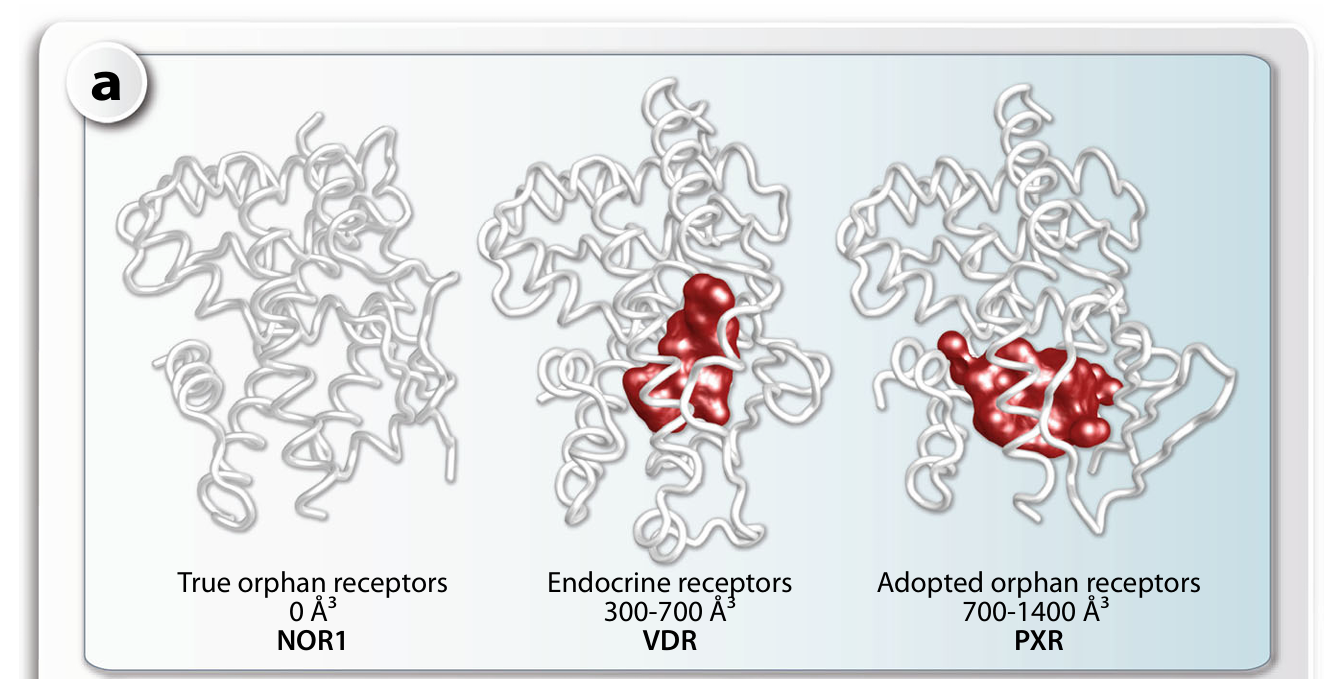 a
True orphan receptors
0 Å³
NOR1
Endocrine receptors
300-700 Å³
VDR
Adopted orphan receptors
700-1400 Å³
PXR